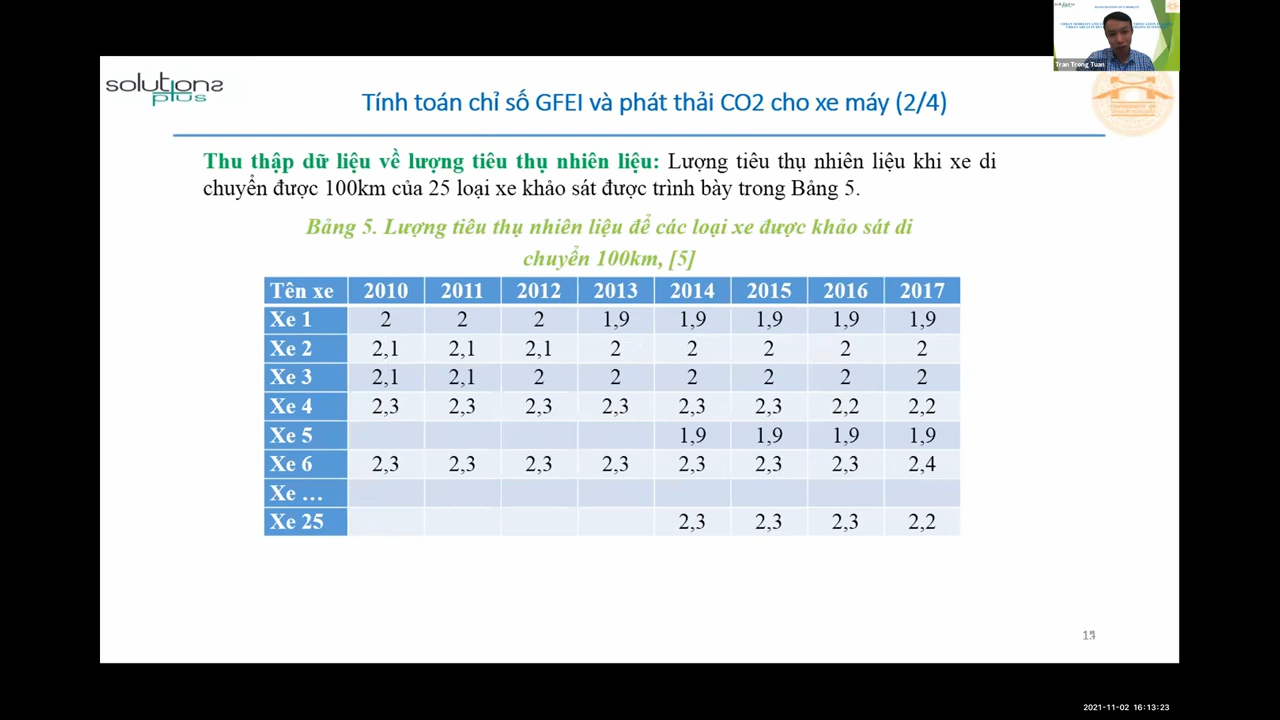 solutions
plus
Tran Trong Tuan
Tính toán chỉ số GFEI và phát thải CO2 cho xe máy (2/4)
Thu thập dữ liệu về lượng tiêu thụ nhiên liệu: Lượng tiêu thụ nhiên liệu khi xe di
chuyển được 100km của 25 loại xe khảo sát được trình bày trong Bảng 5.
Bảng 5. Lượng tiêu thụ nhiên liệu để các loại xe được khảo sát di
chuyển 100km, [5]
Tên xe 2010 2011 2012 2013 2014 2015 2016 2017
Xe 1 2 2 2 1,9 1,9 1,9 1,9 1,9
Xe 2 2,1 2,1 2,1 2 2 2 2 2
Xe 3 2,1 2,1 2 2 2 2 2 2
Xe 4 2,3 2,3 2,3 2,3 2,3 2,3 2,2 2,2
Xe 5 1,9 1,9 1,9 1,9
Xe 6 2,3 2,3 2,3 2,3 2,3 2,3 2,3 2,4
Xe ...
Xe 25 2,3 2,3 2,3 2,2
2021-11-02 16:13:23